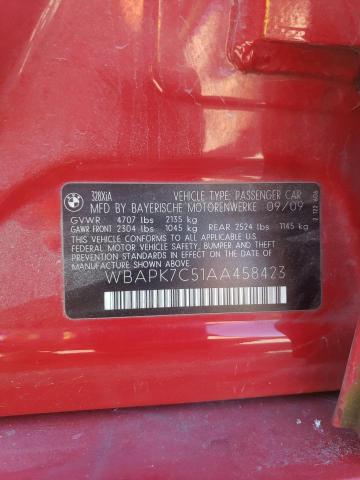 BMW
328XiA
VEHICLE TYPE: PASSENGER CAR
MFD BY BAYERISCHE MOTORENWERKE 09/09
GVWR 4707 lbs 2135 kg
GAWR FRONT 2304 lbs 1045 kg REAR 2524 lbs 1145 kg
THIS VEHICLE CONFORMS TO ALL APPLICABLE
FEDERAL MOTOR VEHICLE SAFETY, BUMPER
AND THEFT PREVENTION STANDARDS
IN EFFECT ON THE DATE OF
MANUFACTURE SHOWN ABOVE.
WBAPK7C51AA458423